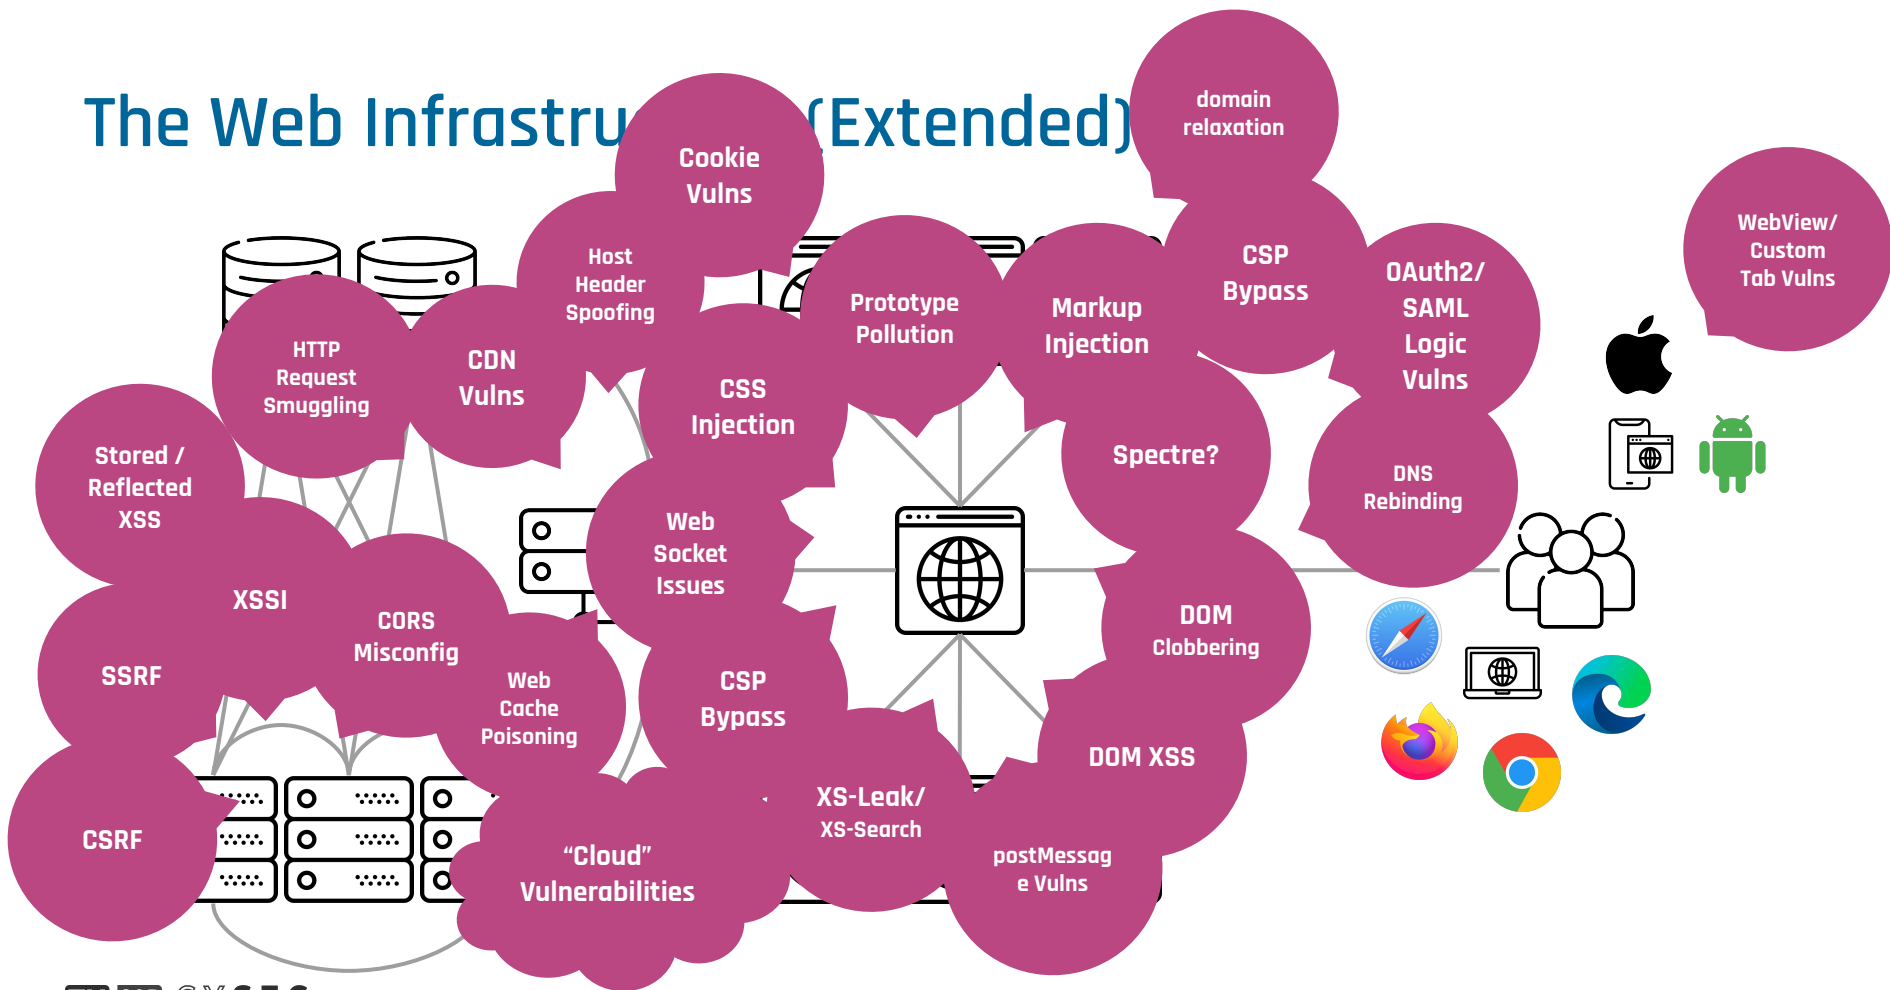 The Web Infrastru (Extended)
domain
relaxation
Cookie
Vulns
WebView/
Custom
Tab Vulns
Host
Header
Spoofing
CSP
Bypass
OAuth2/
SAML
Logic
Vulns
Prototype
Pollution
Markup
Injection
HTTP
Request
Smuggling
CDN
Vulns
CSS
Injection
Stored /
Reflected
XSS
Spectre?
DNS
Rebinding
Web
Socket
Issues
XSSI
CORS
Misconfig
DOM
Clobbering
SSRF
Web
Cache
Poisoning
CSP
Bypass
DOM XSS
CSRF
XS-Leak/
XS-Search
“Cloud”
Vulnerabilities
postMessag
e Vulns